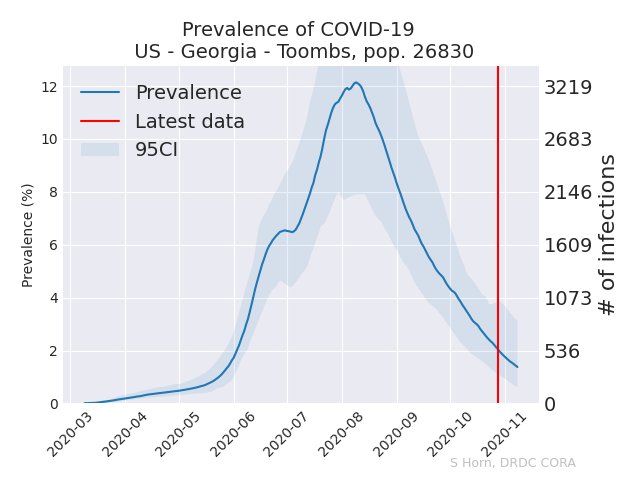 Prevalence of COVID-19
US - Georgia - Toombs, pop. 26830
Prevalence
Latest data
95CI
Prevalence (%)
12
10
8
6
4
2
0
3219
2683
2146
1609
1073
536
0
# of infections
2020-03
2020-04
2020-05
2020-06
2020-07
2020-08
2020-09
2020-10
2020-11
S Horn, DRDC CORA